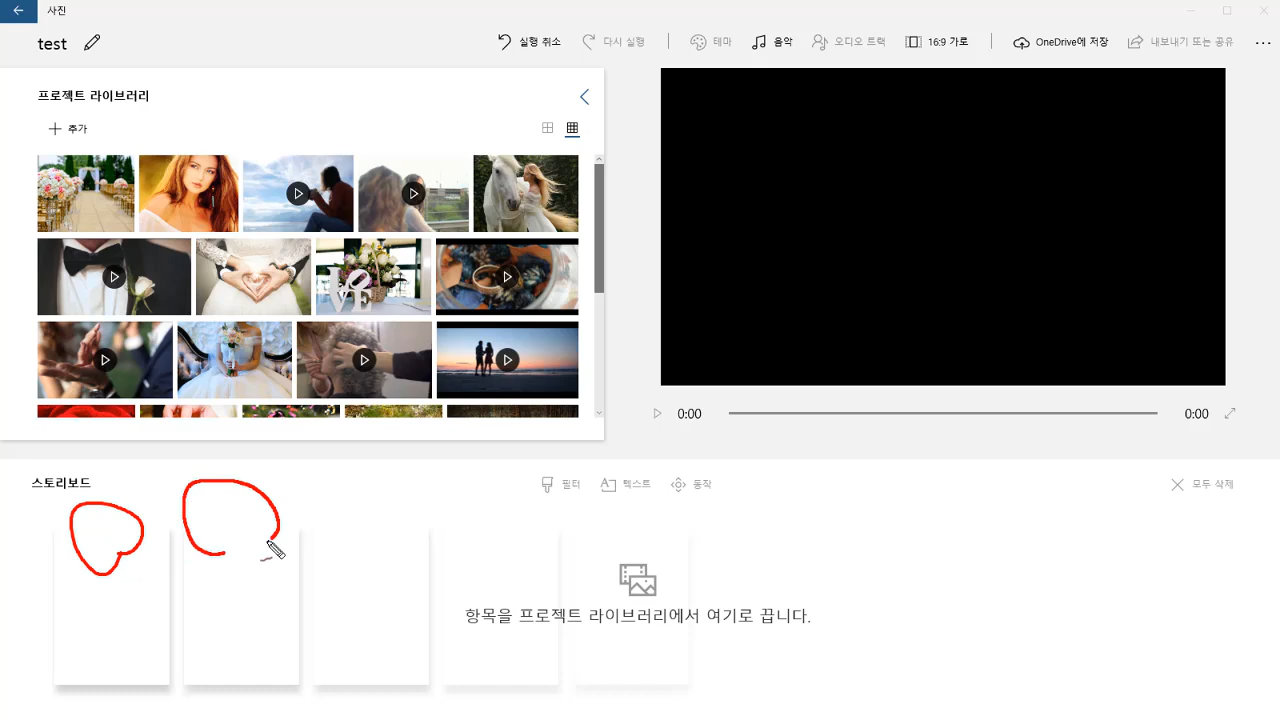 사진
test
실행 취소
다시 실행
테마
음악
오디오 트랙
16:9 가로
OneDrive에 저장
내보내기 또는 공유
프로젝트 라이브러리
추가
LOVE
0:00
0:00
스토리보드
필터
텍스트
동작
모두 삭제
항목을 프로젝트 라이브러리에서 여기로 끕니다.